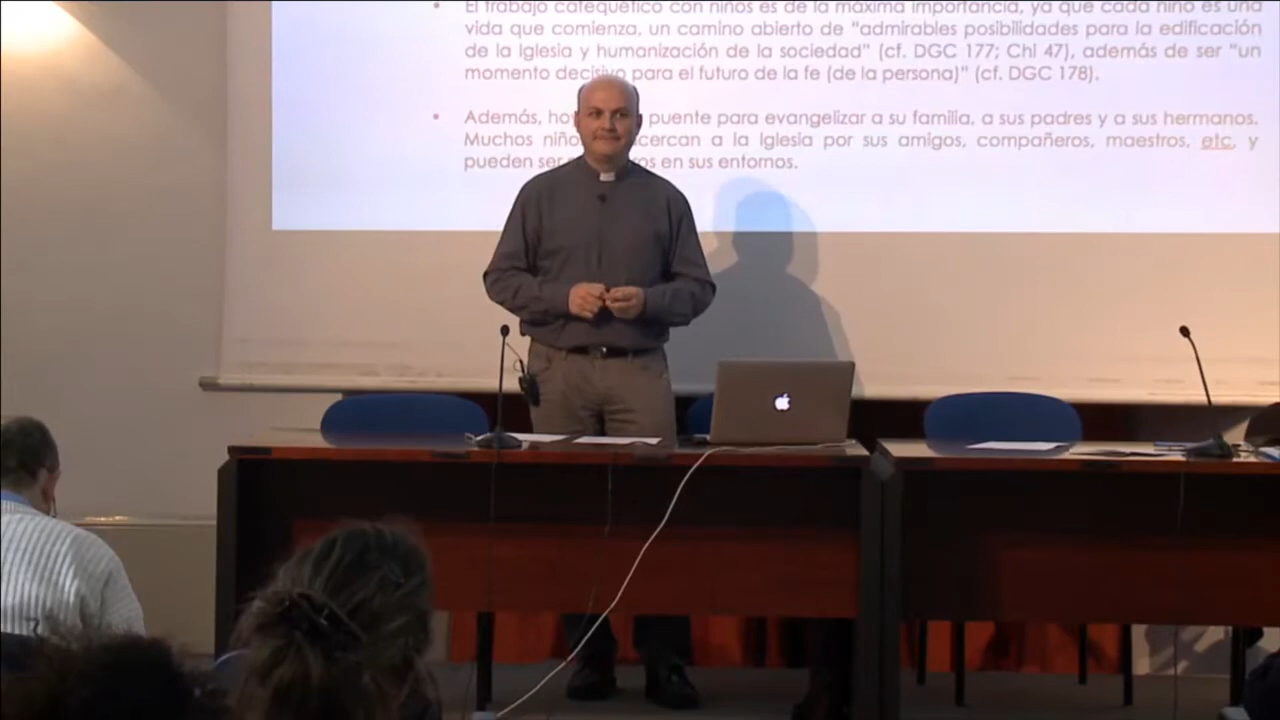 El trabajo catequético con niños es de la máxima importancia, ya que cada niño es una
vida que comienza, un camino abierto de “admirables posibilidades para la edificación
de la Iglesia y humanización de la sociedad” (cf. DGC 177; Chl 47), además de ser “un
momento decisivo para el futuro de la fe (de la persona)” (cf. DGC 178).
Además, hoy puente para evangelizar a su familia, a sus padres y a sus hermanos.
Muchos niño cercan a la Iglesia por sus amigos, compañeros, maestros, etc, y
pueden ser ros en sus entornos.